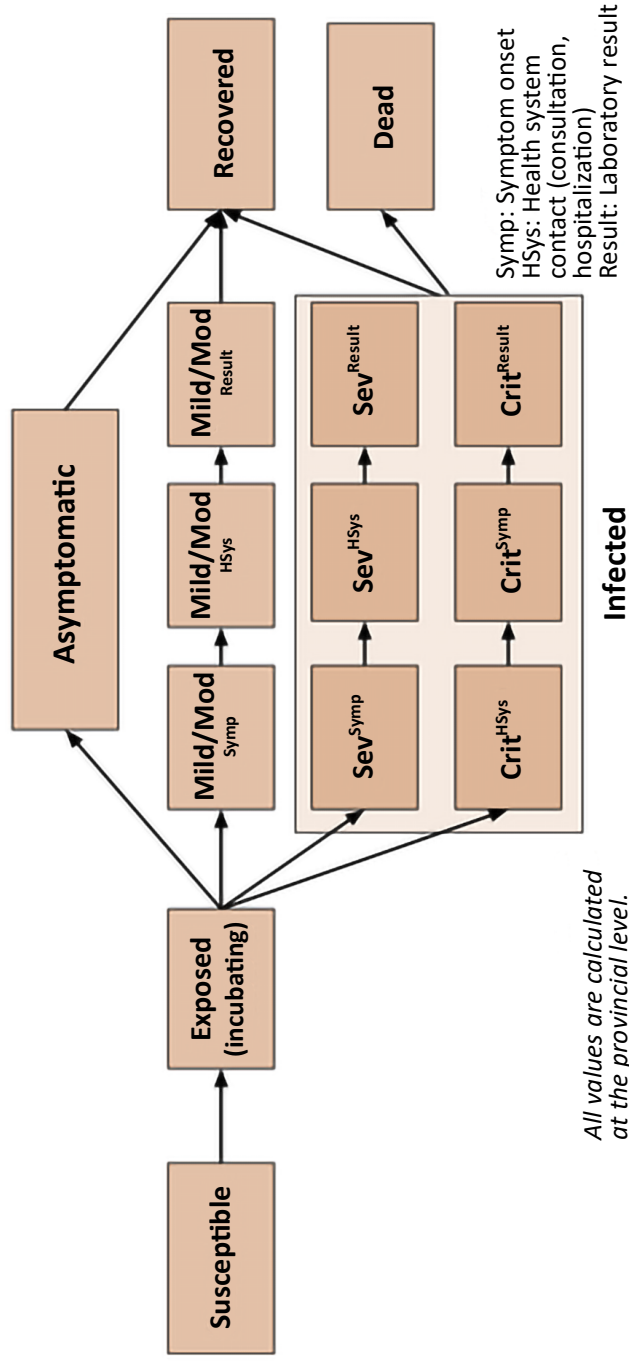 Susceptible
Exposed
(incubating)
Asymptomatic
Mild/Mod
Symp
Mild/Mod
HSys
Mild/Mod
Result
Recovered
Sev Symp
Sev HSys
Sev Result
Crit HSys
Crit Symp
Crit Result
Dead
Infected
All values are calculated
at the provincial level.
Symp: Symptom onset
HSys: Health system
contact (consultation,
hospitalization)
Result: Laboratory result